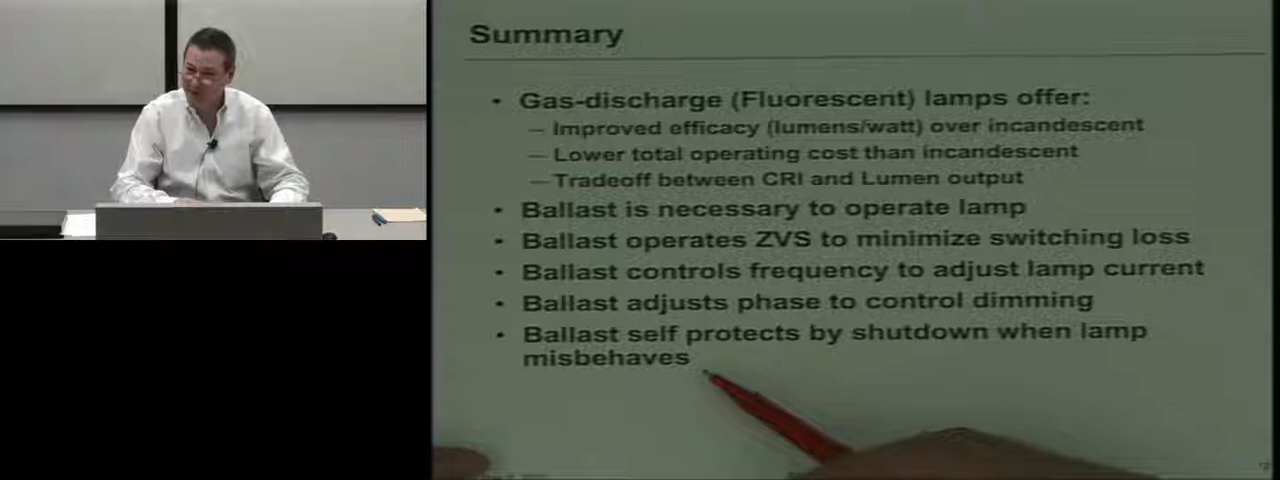 Summary
• Gas-discharge (Fluorescent) lamps offer:
– Improved efficacy (lumens/watt) over incandescent
– Lower total operating cost than incandescent
– Tradeoff between CRI and Lumen output
• Ballast is necessary to operate lamp
• Ballast operates ZVS to minimize switching loss
• Ballast controls frequency to adjust lamp current
• Ballast adjusts phase to control dimming
• Ballast self protects by shutdown when lamp
misbehaves